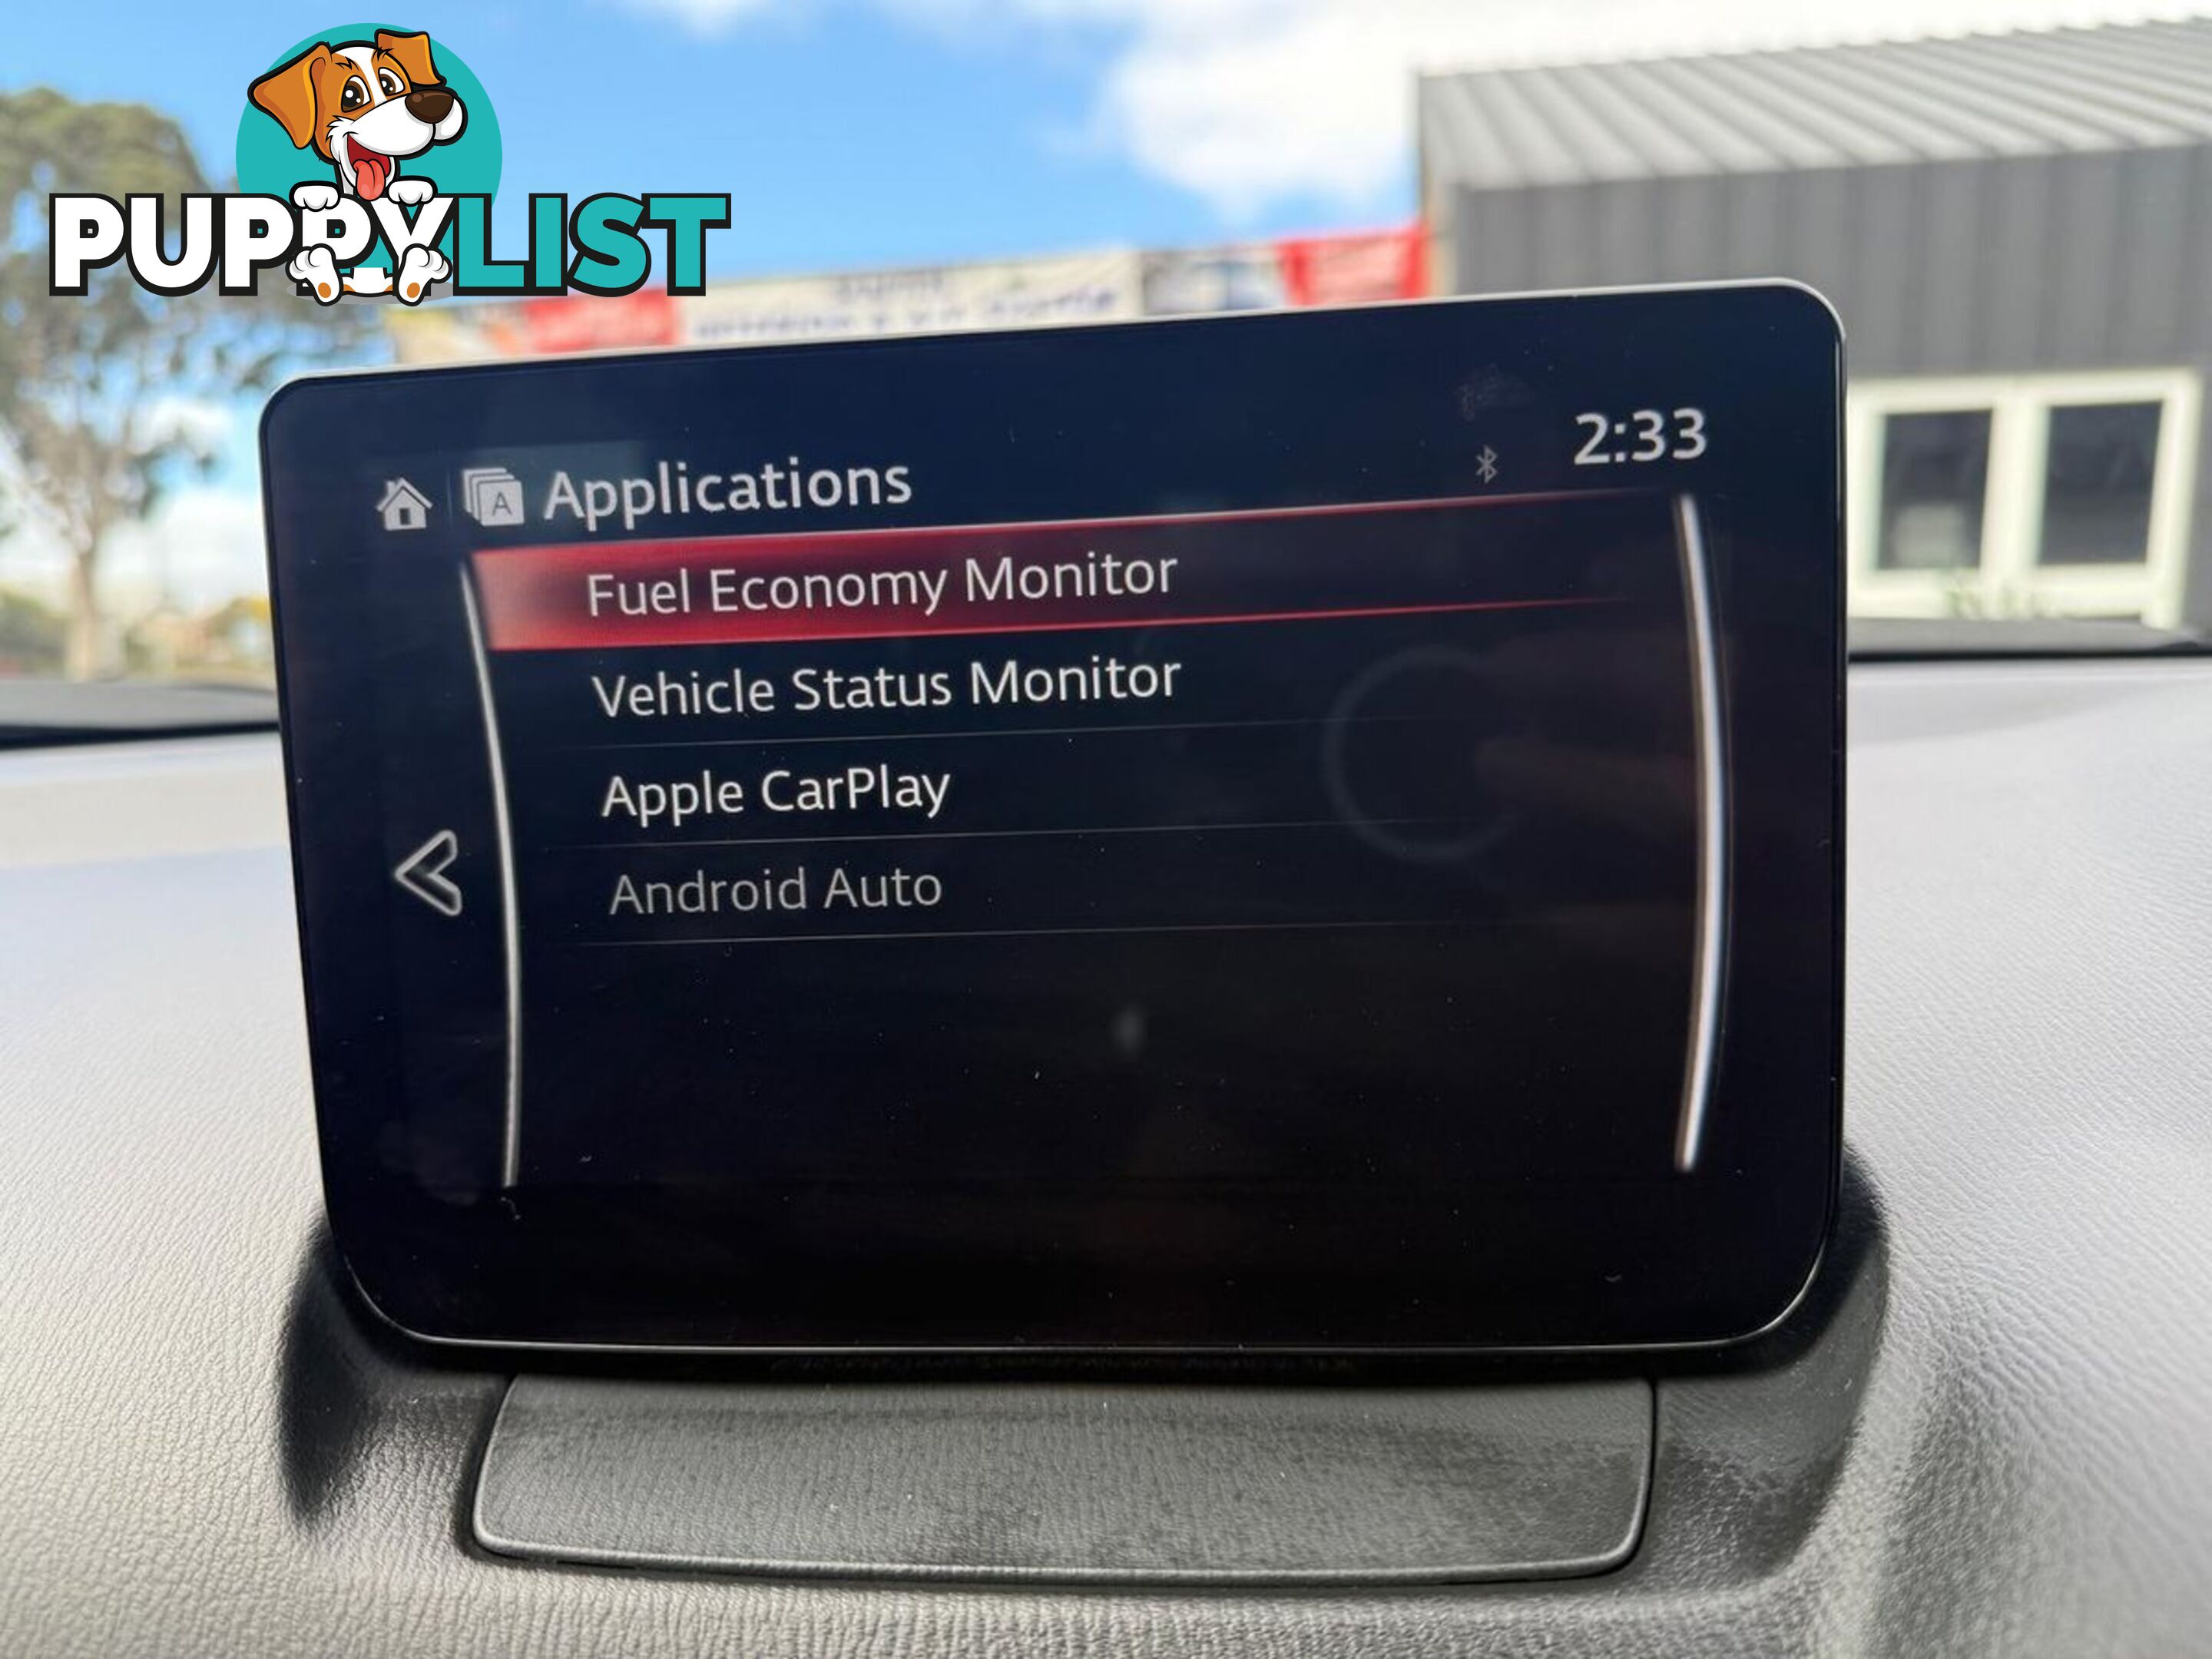 PUPPYLIST
2:33
Applications
Fuel Economy Monitor
Vehicle Status Monitor
Apple CarPlay
Android Auto